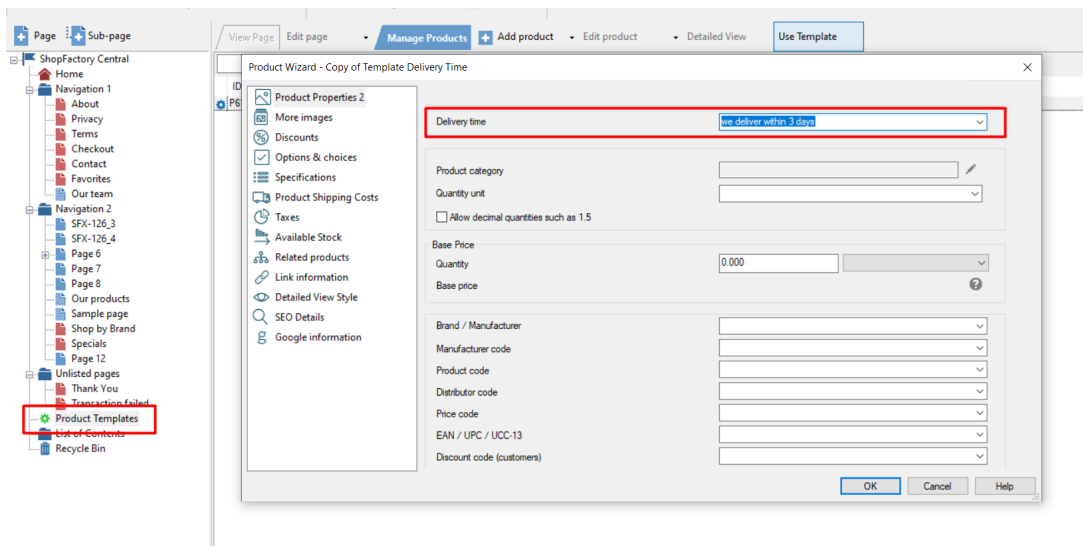 Page Sub-page View Page Edit page Manage Products Add product Edit product Detailed View Use Template
ShopFactory Central
Home
Navigation 1
About
Privacy
Terms
Checkout
Contact
Favorites
Our team
Navigation 2
SFX-126_3
SFX-126_4
Page 6
Page 7
Page 8
Our products
Sample page
Shop by Brand
Specials
Page 12
Unlisted pages
Thank You
Transaction failed
Product Templates
List of Contents
Recycle Bin
ID
Product Wizard - Copy of Template Delivery Time
Product Properties 2
More images
Discounts
Options & choices
Specifications
Product Shipping Costs
Taxes
Available Stock
Related products
Link information
Detailed View Style
SEO Details
Google information
Delivery time we deliver within 3 days
Product category
Quantity unit
Allow decimal quantities such as 1.5
Base Price
Quantity 0.000
Base price
Brand / Manufacturer
Manufacturer code
Product code
Distributor code
Price code
EAN / UPC / UCC-13
Discount code (customers)
OK Cancel Help